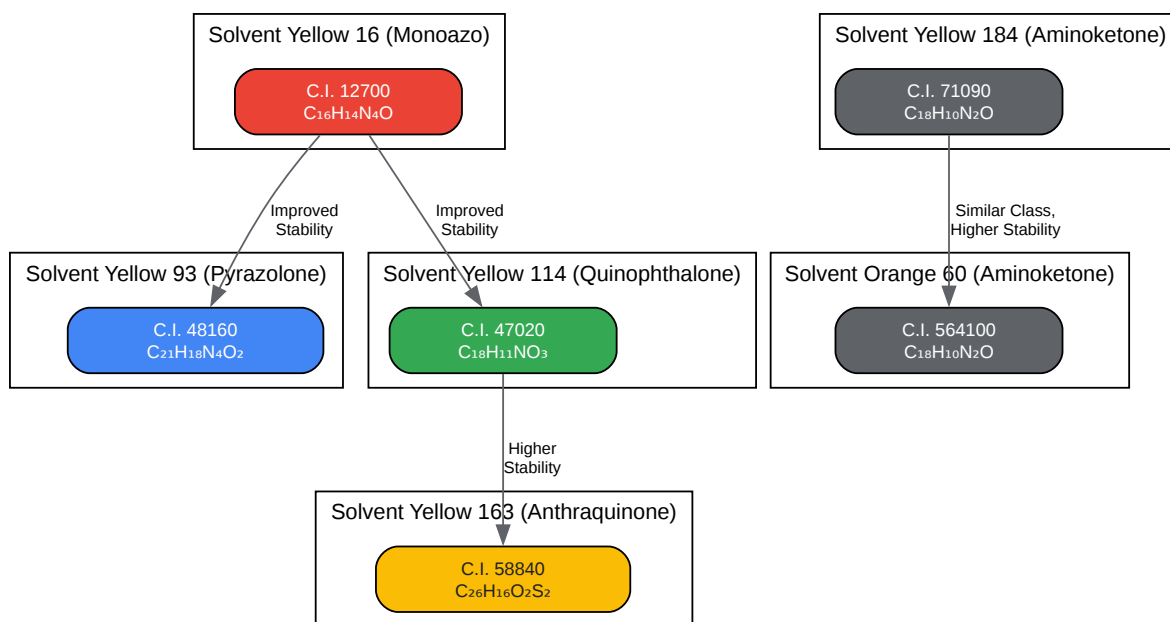 Solvent Yellow 16 (Monoazo)
C.I. 12700
C₁₆H₁₄N₄O
Solvent Yellow 184 (Aminoketone)
C.I. 71090
C₁₈H₁₀N₂O
Improved
Stability
Improved
Stability
Similar Class,
Higher Stability
Solvent Yellow 93 (Pyrazolone)
C.I. 48160
C₂₁H₁₈N₄O₂
Solvent Yellow 114 (Quinophthalone)
C.I. 47020
C₁₈H₁₁NO₃
Solvent Orange 60 (Aminoketone)
C.I. 564100
C₁₈H₁₀N₂O
Higher
Stability
Solvent Yellow 163 (Anthraquinone)
C.I. 58840
C₂₆H₁₆O₂S₂